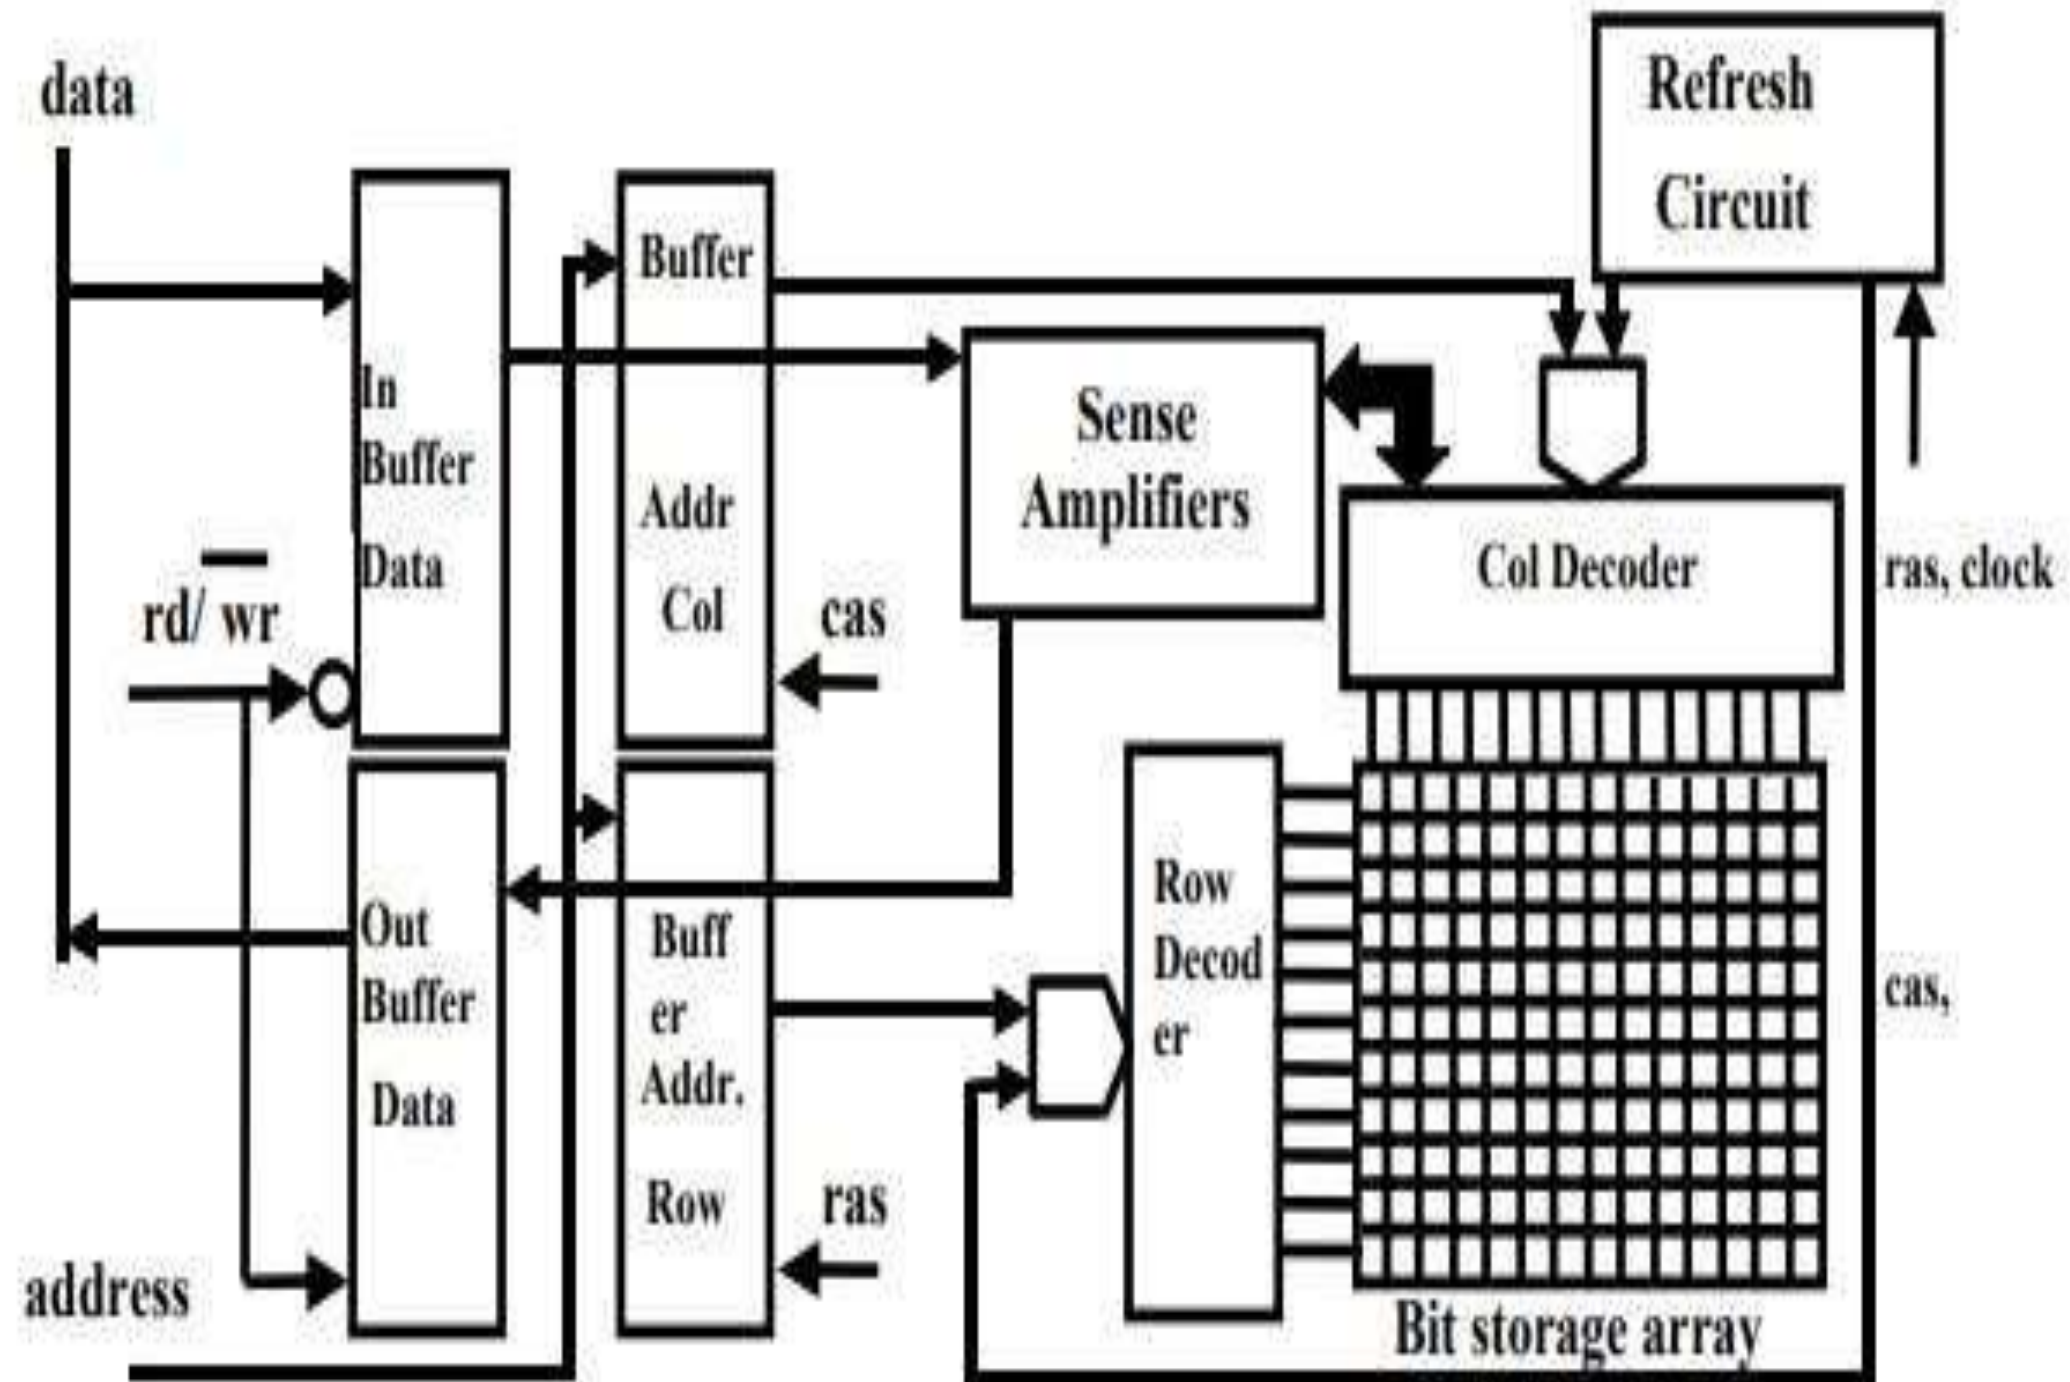 data
Refresh
Circuit
In
Buffer
Data
Buffer
Addr
Col
rd/ wr
cas
Sense
Amplifiers
Col Decoder
ras, clock
Out
Buffer
Data
Buff
er
Addr.
Row
ras
Row
Decod
er
cas,
address
Bit storage array